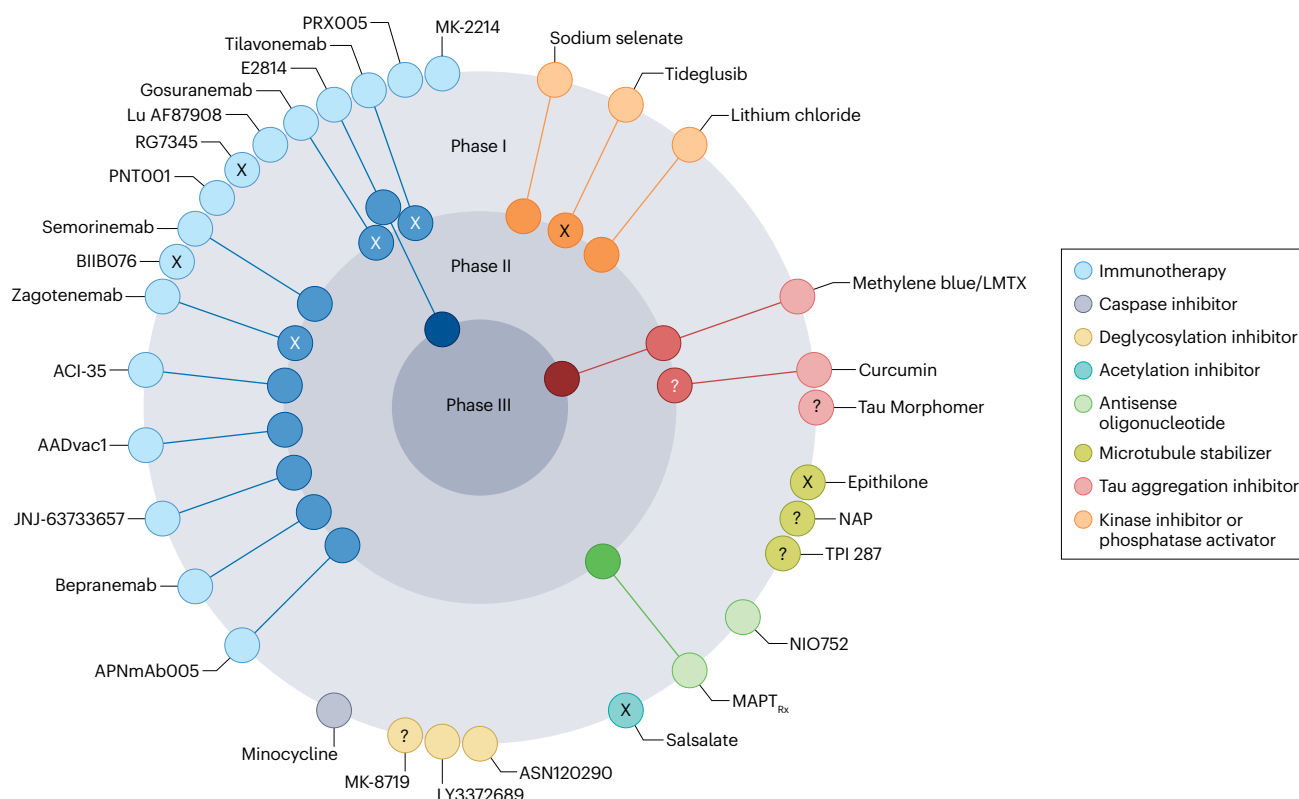 PRX005
MK-2214
Tilavonemab
E2814
Gosuranemab
Lu AF87908
RG7345
PNT001
Semorinemab
BIIB076
Zagotenemab
ACI-35
AADvac1
JNJ-63733657
Bepranemab
APNmAb005
Minocycline
MK-8719
LY3372689
ASN120290
Salsalate
MAPTRx
NIO752
TPI 287
NAP
Epithilone
Tau Morphomer
Curcumin
Methylene blue/LMTX
Lithium chloride
Tideglusib
Sodium selenate
Phase I
Phase II
Phase III
X
X
X
X
X
X
X
?
?
?
?
X
?
X
Immunotherapy
Caspase inhibitor
Deglycosylation inhibitor
Acetylation inhibitor
Antisense
oligonucleotide
Microtubule stabilizer
Tau aggregation inhibitor
Kinase inhibitor or
phosphatase activator